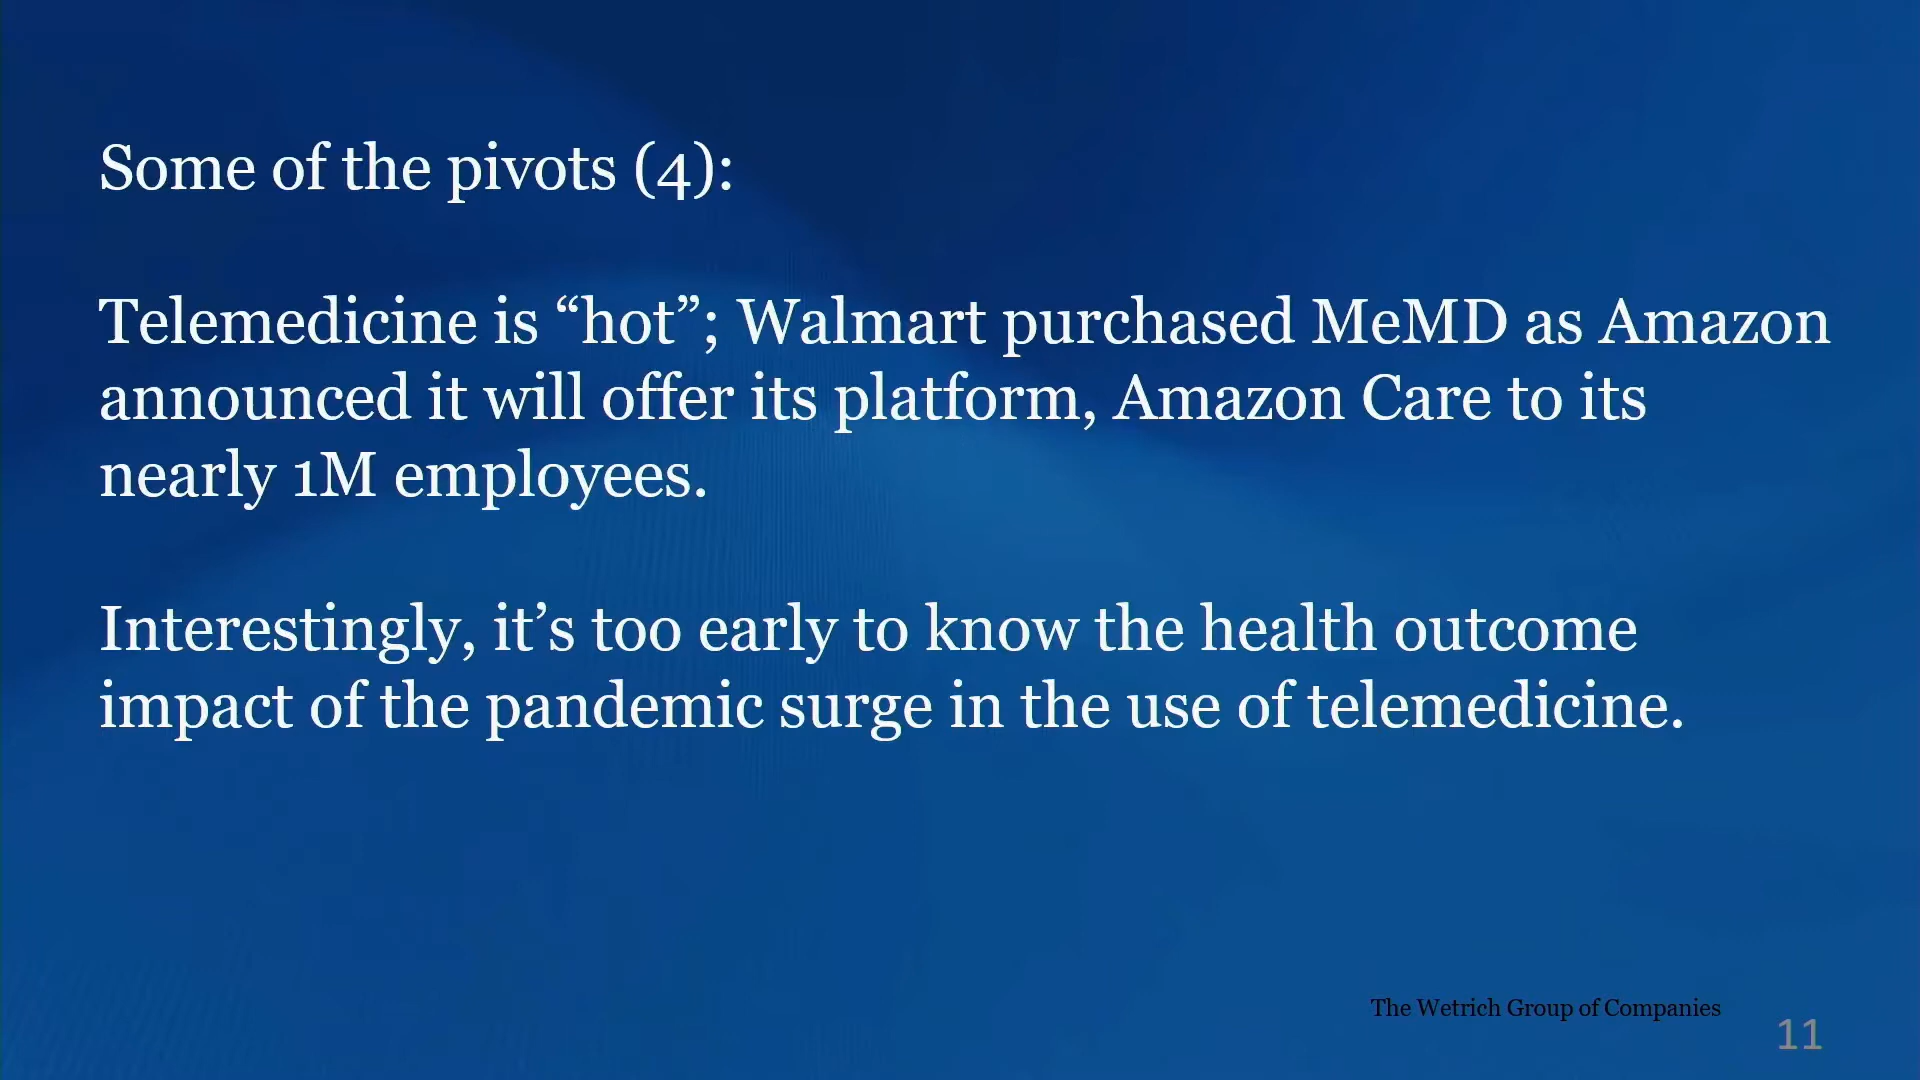 Some of the pivots (4):
Telemedicine is “hot”; Walmart purchased MeMD as Amazon
announced it will offer its platform, Amazon Care to its
nearly 1M employees.
Interestingly, it’s too early to know the health outcome
impact of the pandemic surge in the use of telemedicine.
The Wetrich Group of Companies
11